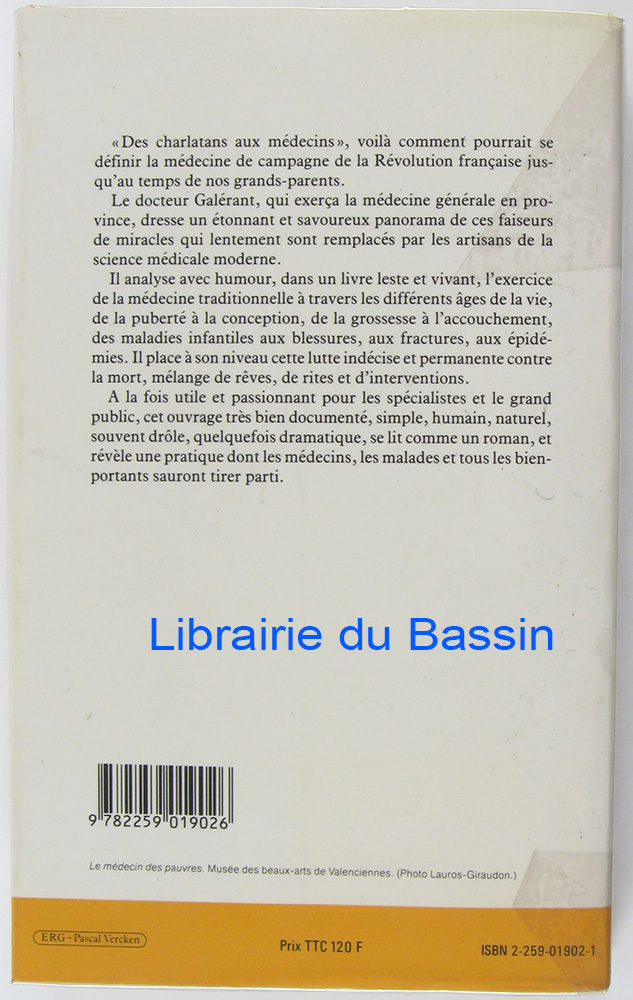 «Des charlatans aux médecins», voilà comment pourrait se
définir la médecine de campagne de la Révolution française jus-
qu'au temps de nos grands-parents.
Le docteur Galérant, qui exerça la médecine générale en pro-
vince, dresse un étonnant et savoureux panorama de ces faiseurs
de miracles qui lentement sont remplacés par les artisans de la
science médicale moderne.
Il analyse avec humour, dans un livre leste et vivant, l'exercice
de la médecine traditionnelle à travers les différents âges de la vie,
de la puberté à la conception, de la grossesse à l'accouchement,
des maladies infantiles aux blessures, aux fractures, aux épidé-
mies. Il place à son niveau cette lutte indécise et permanente contre
la mort, mélange de rêves, de rites et d'interventions.
A la fois utile et passionnant pour les spécialistes et le grand
public, cet ouvrage très bien documenté, simple, humain, naturel,
souvent drôle, quelquefois dramatique, se lit comme un roman, et
révèle une pratique dont les médecins, les malades et tous les bien-
portants sauront tirer parti.
Librairie du Bassin
9 782259 019026
Le médecin des pauvres. Musée des beaux-arts de Valenciennes. (Photo Lauros-Giraudon.)
ERG - Pascal Vercken
Prix TTC 120 F
ISBN 2-259-01902-1